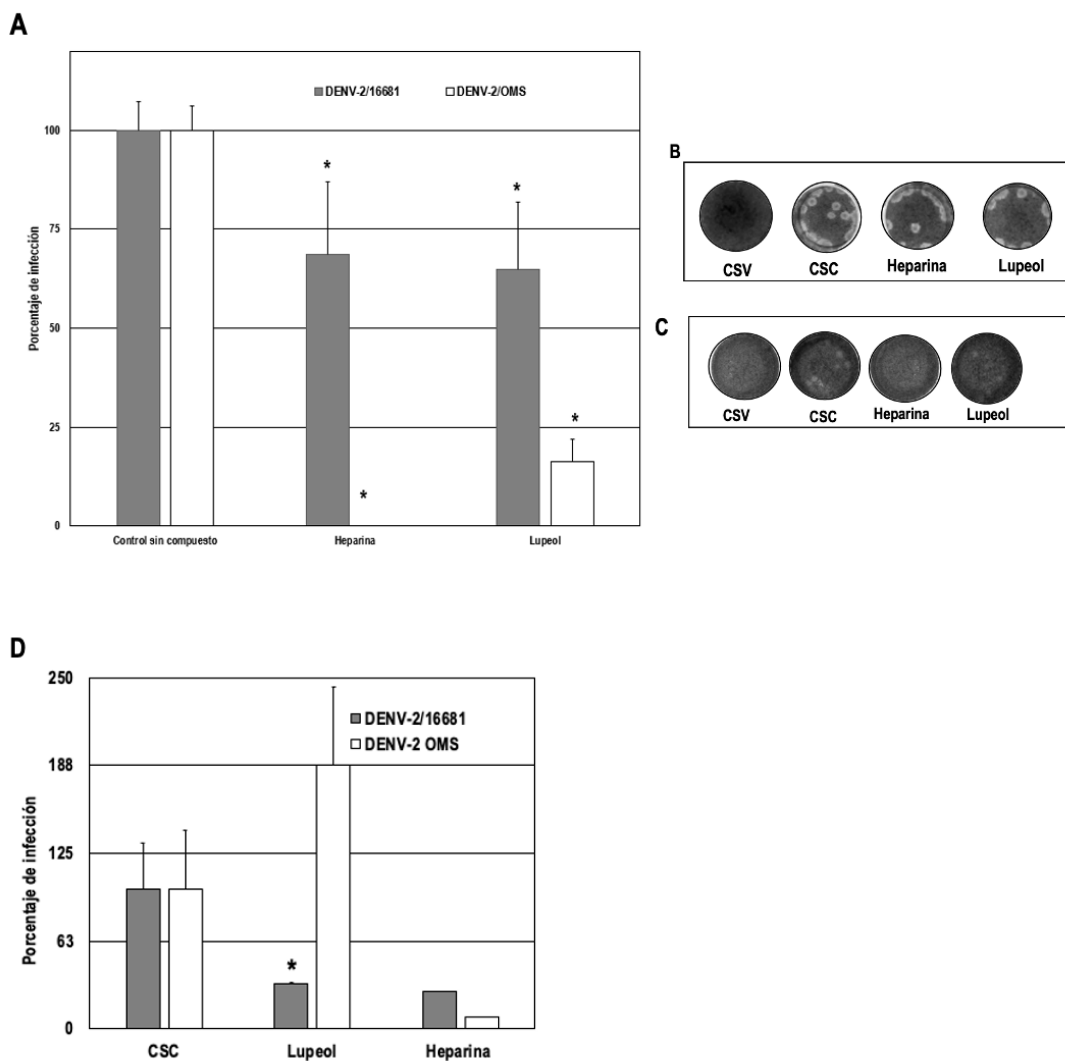 A
DENV-2/16681 DENV-2/OMS
Porcentaje de infección
100
75
50
25
0
*
*
*
*
Control sin compuesto Heparina Lupeol
B
CSV CSC Heparina Lupeol
C
CSV CSC Heparina Lupeol
D
Porcentaje de infección
250
188
125
63
0
DENV-2/16681
DENV-2 OMS
*
CSC Lupeol Heparina